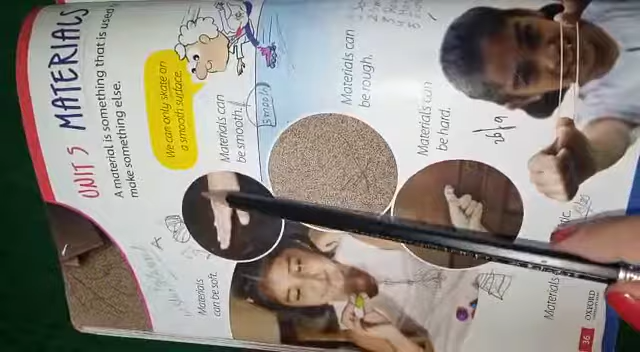 UNIT 5 MATERIALS
A material is something that is used
make something else.
We can only skate on
a smooth surface.
Materials can
be smooth.
smooth
Materials can
be rough.
Materials can
be hard.
Materials
can be soft.
Materials
36
OXFORD